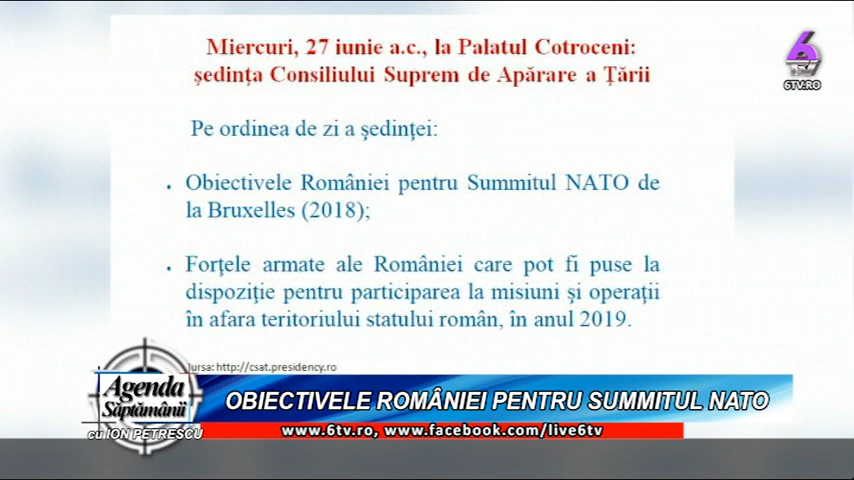 Miercuri, 27 iunie a.c., la Palatul Cotroceni:
ședința Consiliului Suprem de Apărare a Țării
6
6TV.RO
Pe ordinea de zi a ședinței:
• Obiectivele României pentru Summitul NATO de
la Bruxelles (2018);
• Forțele armate ale României care pot fi puse la
dispoziție pentru participarea la misiuni și operații
în afara teritoriului statului român, în anul 2019.
ursa: http://csat.presidency.ro
Agenda
Săptămânii
cu ION PETRESCU
OBIECTIVELE ROMÂNIEI PENTRU SUMMITUL NATO
www.6tv.ro, www.facebook.com/live6tv